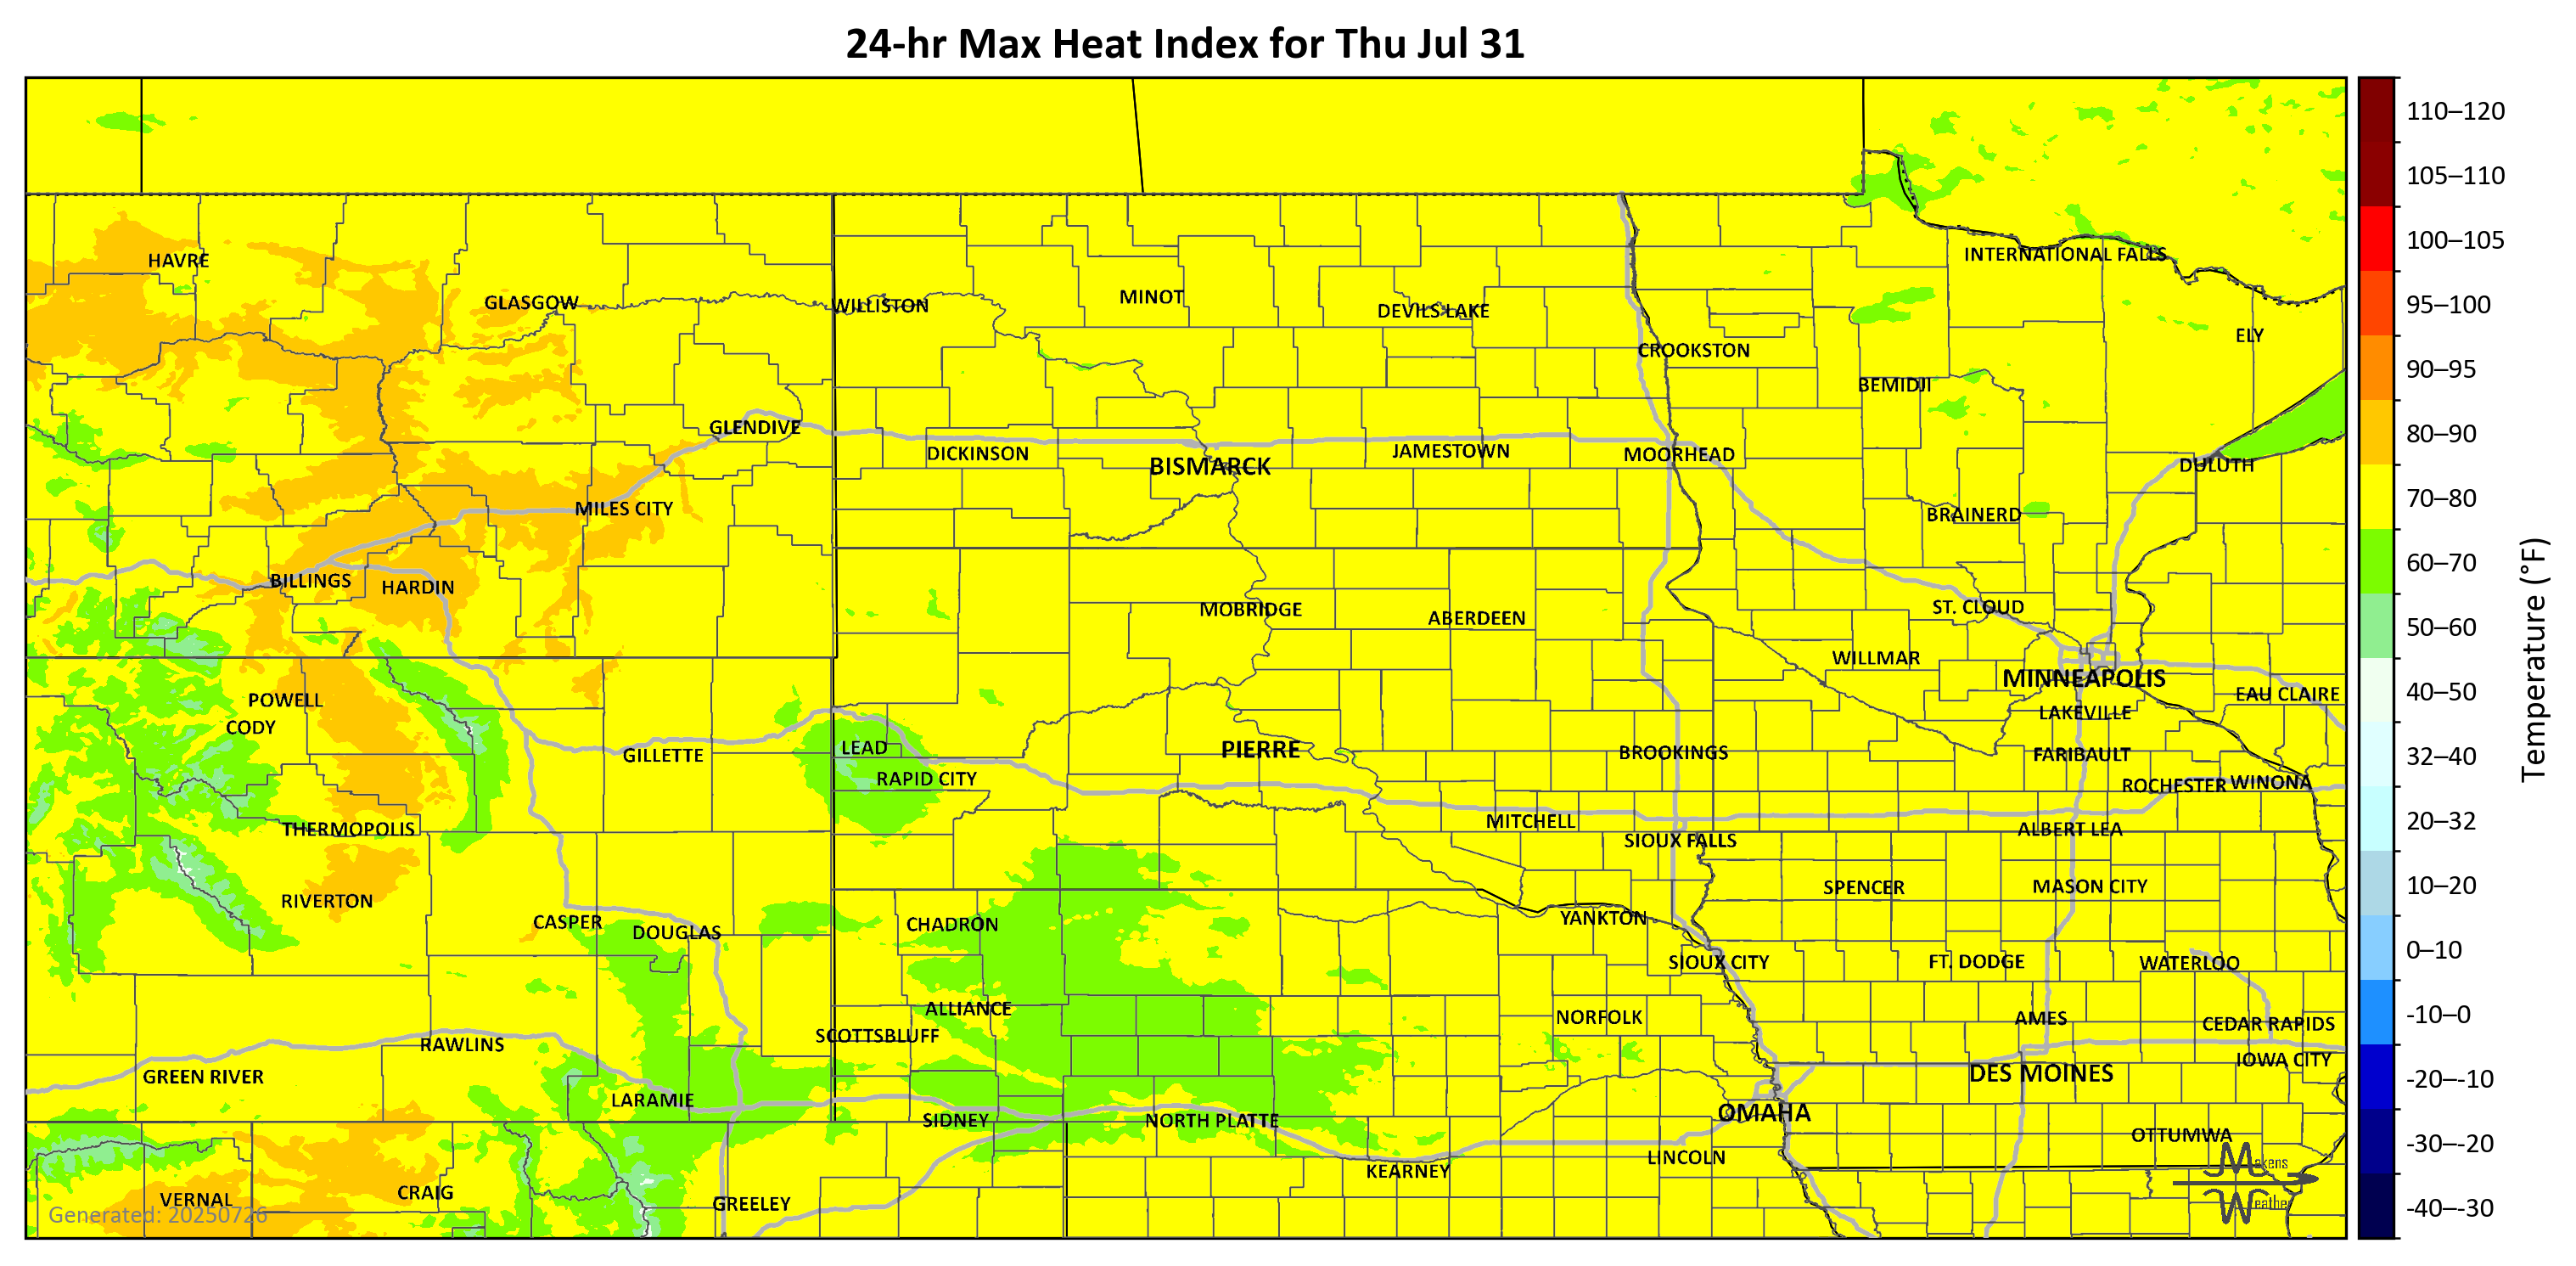 24-hr Max Heat Index for Thu Jul 31
110–120
105–110
100–105
95–100
90–95
80–90
70–80
60–70
50–60
40–50
32–40
20–32
10–20
0–10
-10–0
-20–-10
-30–-20
-40–-30
Temperature (°F)
HAVRE
GLASGOW
WILLISTON
MINOT
DEVILS LAKE
INTERNATIONAL FALLS
ELY
CROOKSTON
BEMIDJI
GLENDIVE
DICKINSON
BISMARCK
JAMESTOWN
MOORHEAD
DULUTH
MILES CITY
BRAINERD
BILLINGS
HARDIN
MOBRIDGE
ABERDEEN
ST. CLOUD
WILLMAR
MINNEAPOLIS
EAU CLAIRE
POWELL
CODY
LAKEVILLE
GILLETTE
LEAD
RAPID CITY
PIERRE
BROOKINGS
FARIBAULT
ROCHESTER
WINONA
THERMOPOLIS
MITCHELL
SIOUX FALLS
ALBERT LEA
RIVERTON
SPENCER
MASON CITY
CASPER
DOUGLAS
CHADRON
YANKTON
SIOUX CITY
FT. DODGE
WATERLOO
ALLIANCE
SCOTTSBLUFF
NORFOLK
AMES
CEDAR RAPIDS
RAWLINS
IOWA CITY
GREEN RIVER
DES MOINES
LARAMIE
SIDNEY
NORTH PLATTE
OMAHA
OTTUMWA
KEARNEY
LINCOLN
VERNAL
CRAIG
GREELEY
Generated: 20250726
Makens
Weather